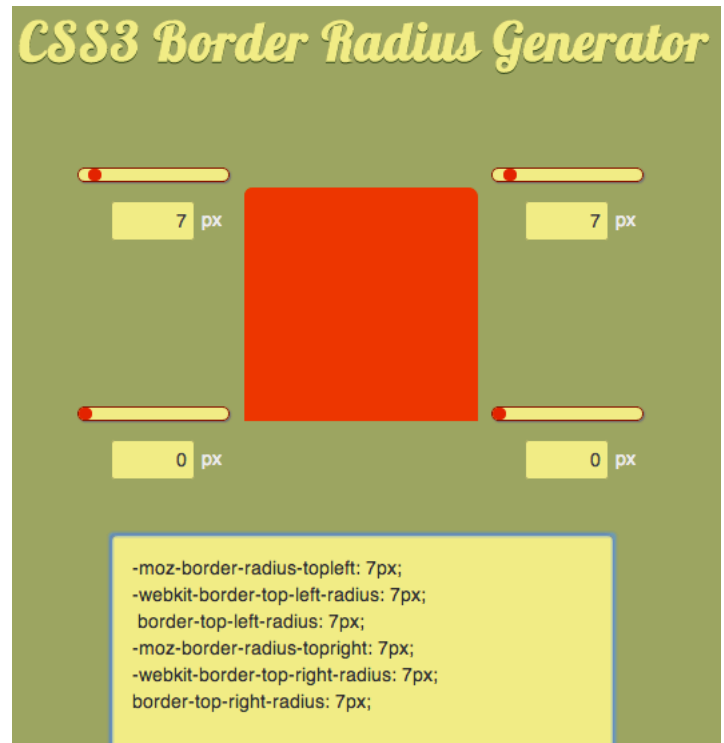 CSS3 Border Radius Generator
7 px
7 px
0 px
0 px
-moz-border-radius-topleft: 7px;
-webkit-border-top-left-radius: 7px;
border-top-left-radius: 7px;
-moz-border-radius-topright: 7px;
-webkit-border-top-right-radius: 7px;
border-top-right-radius: 7px;